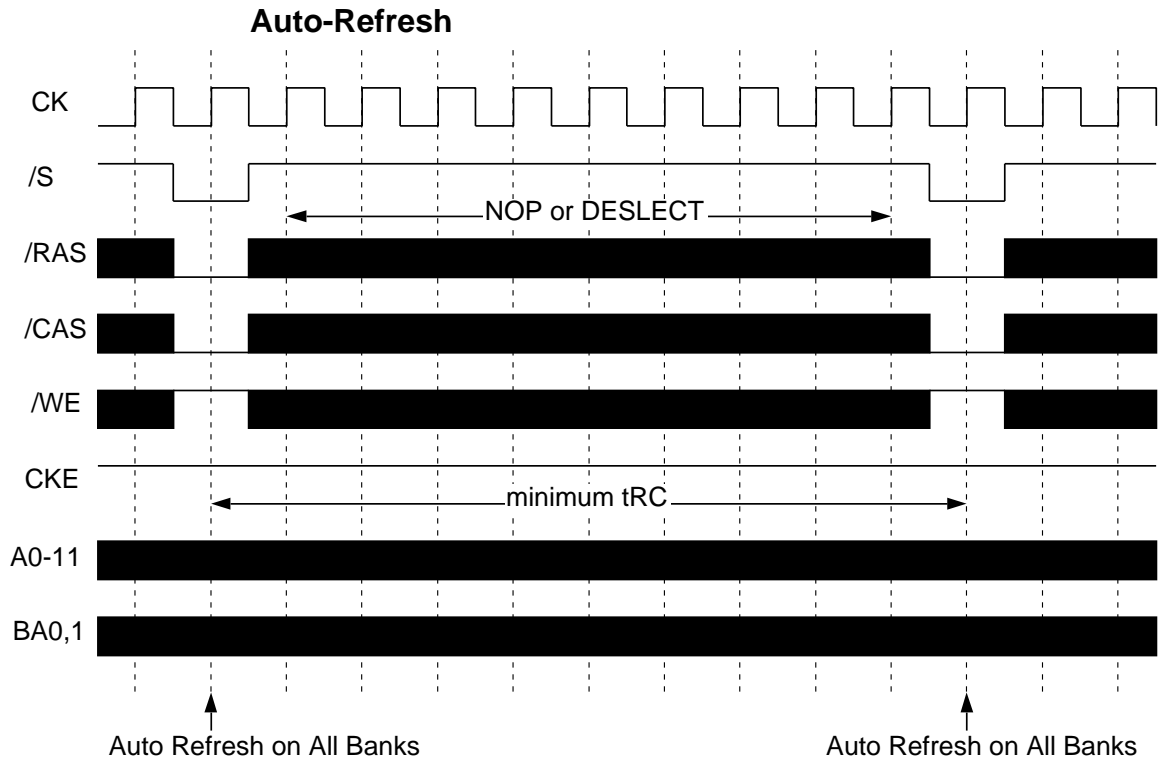 Auto-Refresh
CK
/S
NOP or DESLECT
/RAS
/CAS
/WE
CKE
minimum tRC
A0-11
BA0,1
Auto Refresh on All Banks
Auto Refresh on All Banks